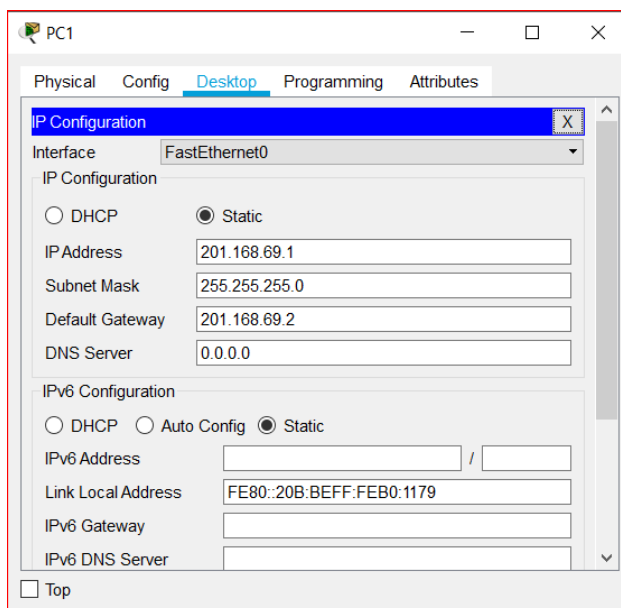 PC1
Physical Config Desktop Programming Attributes
IP Configuration X
Interface FastEthernet0
IP Configuration
DHCP Static
IP Address 201.168.69.1
Subnet Mask 255.255.255.0
Default Gateway 201.168.69.2
DNS Server 0.0.0.0
IPv6 Configuration
DHCP Auto Config Static
IPv6 Address /
Link Local Address FE80::20B:BEFF:FEB0:1179
IPv6 Gateway
IPv6 DNS Server
Top